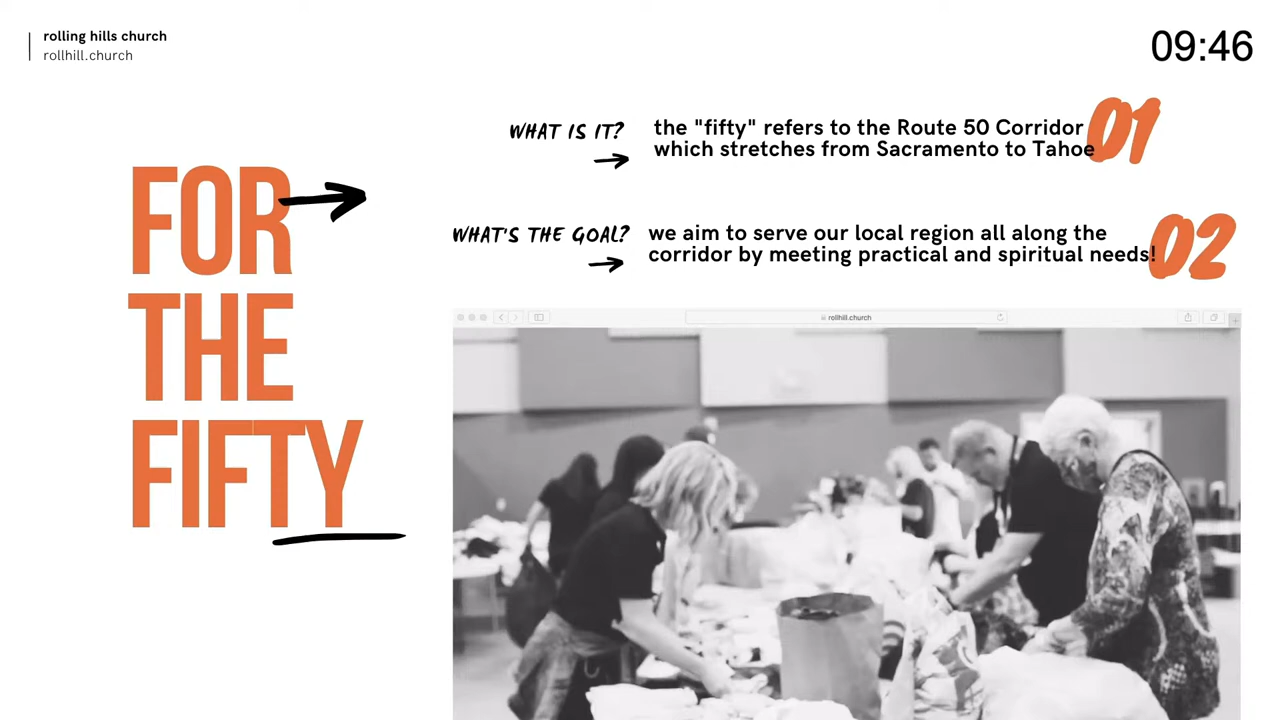 rolling hills church
rollhill.church
09:46
WHAT IS IT?
the "fifty" refers to the Route 50 Corridor
which stretches from Sacramento to Tahoe
01
WHAT'S THE GOAL?
we aim to serve our local region all along the
corridor by meeting practical and spiritual needs!
02
FOR
THE
FIFTY
rollhill.church